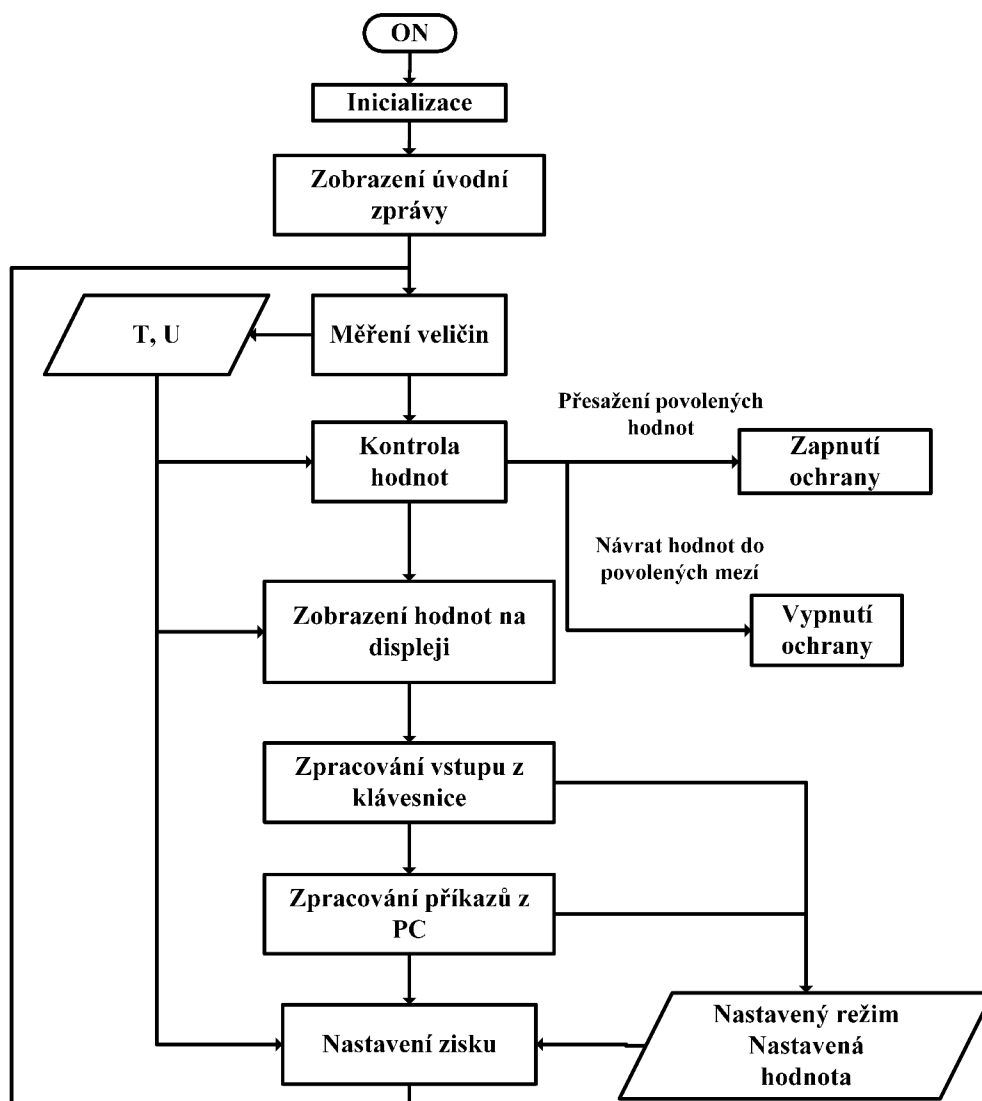 ON
Inicializace
Zobrazení úvodní
zprávy
T, U
Měření veličin
Přesažení povolených
hodnot
Kontrola
hodnot
Zapnutí
ochrany
Návrat hodnot do
povolených mezí
Zobrazení hodnot na
displeji
Vypnutí
ochrany
Zpracování vstupu z
klávesnice
Zpracování příkazů z
PC
Nastavení zisku
Nastavený režim
Nastavená
hodnota